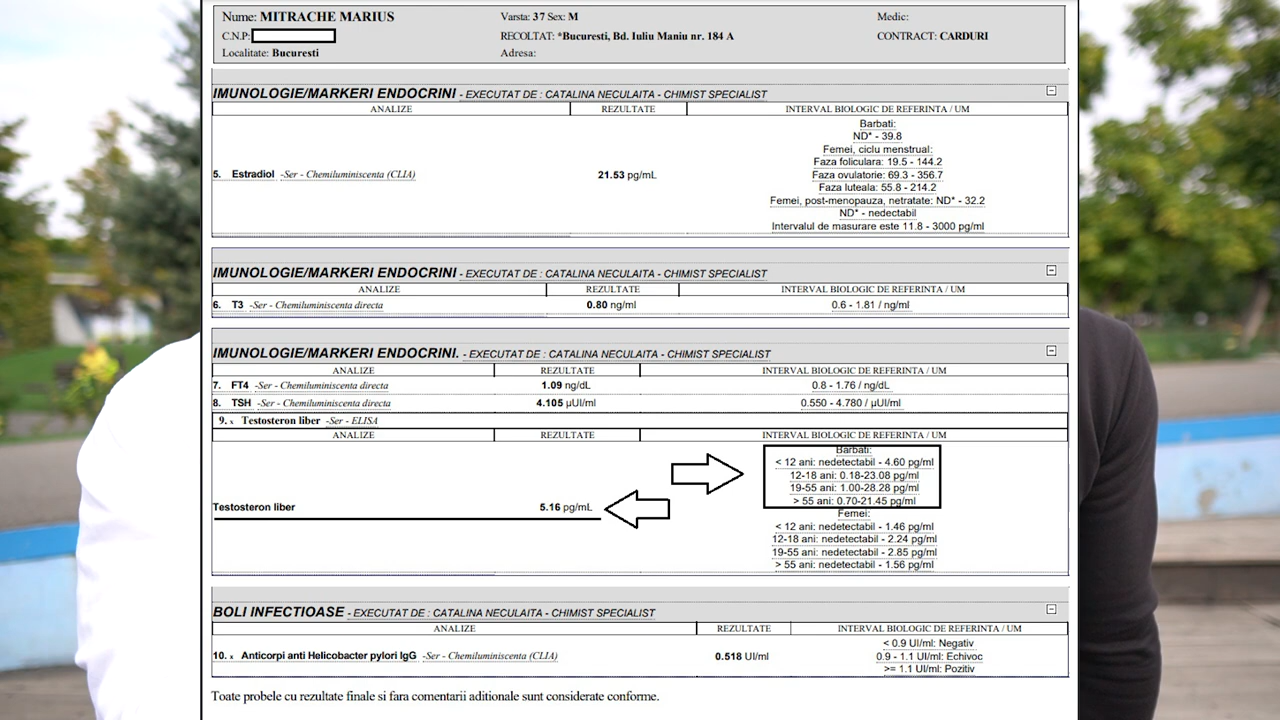 Nume: MITRACHE MARIUS Varsta: 37 Sex: M Medic:
C.N.P: RECOLTAT: *Bucuresti, Bd. Iuliu Maniu nr. 184 A CONTRACT: CARDURI
Localitate: Bucuresti Adresa:
IMUNOLOGIE/MARKERI ENDOCRINI - EXECUTAT DE : CATALINA NECULAITA - CHIMIST SPECIALIST
ANALIZE REZULTATE INTERVAL BIOLOGIC DE REFERINTA / UM
Barbati:
ND* - 39.8
Femei, ciclu menstrual:
Faza foliculara: 19.5 - 144.2
5. Estradiol -Ser - Chemiluminiscenta (CLIA) 21.53 pg/mL Faza ovulatorie: 69.3 - 356.7
Faza luteala: 55.8 - 214.2
Femei, post-menopauza, netratate: ND* - 32.2
ND* - nedectabil
Intervalul de masurare este 11.8 - 3000 pg/ml
IMUNOLOGIE/MARKERI ENDOCRINI - EXECUTAT DE : CATALINA NECULAITA - CHIMIST SPECIALIST
ANALIZE REZULTATE INTERVAL BIOLOGIC DE REFERINTA / UM
6. T3 -Ser - Chemiluminiscenta directa 0.80 ng/ml 0.6 - 1.81 / ng/ml
IMUNOLOGIE/MARKERI ENDOCRINI. - EXECUTAT DE : CATALINA NECULAITA - CHIMIST SPECIALIST
ANALIZE REZULTATE INTERVAL BIOLOGIC DE REFERINTA / UM
7. FT4 -Ser - Chemiluminiscenta directa 1.09 ng/dL 0.8 - 1.76 / ng/dL
8. TSH -Ser - Chemiluminiscenta directa 4.105 µUI/ml 0.550 - 4.780 / µUI/ml
9. x Testosteron liber -Ser - ELISA
ANALIZE REZULTATE INTERVAL BIOLOGIC DE REFERINTA / UM
Barbati:
< 12 ani: nedetectabil - 4.60 pg/ml
12-18 ani: 0.18-23.08 pg/ml
19-55 ani: 1.00-28.28 pg/ml
> 55 ani: 0.70-21.45 pg/ml
Testosteron liber 5.16 pg/mL Femei:
< 12 ani: nedetectabil - 1.46 pg/ml
12-18 ani: nedetectabil - 2.24 pg/ml
19-55 ani: nedetectabil - 2.85 pg/ml
> 55 ani: nedetectabil - 1.56 pg/ml
BOLI INFECTIOASE - EXECUTAT DE : CATALINA NECULAITA - CHIMIST SPECIALIST
ANALIZE REZULTATE INTERVAL BIOLOGIC DE REFERINTA / UM
< 0.9 UI/ml: Negativ
10. x Anticorpi anti Helicobacter pylori IgG -Ser - Chemiluminiscenta (CLIA) 0.518 UI/ml 0.9 - 1.1 UI/ml: Echivoc
>= 1.1 UI/ml: Pozitiv
Toate probele cu rezultate finale si fara comentarii aditionale sunt considerate conforme.